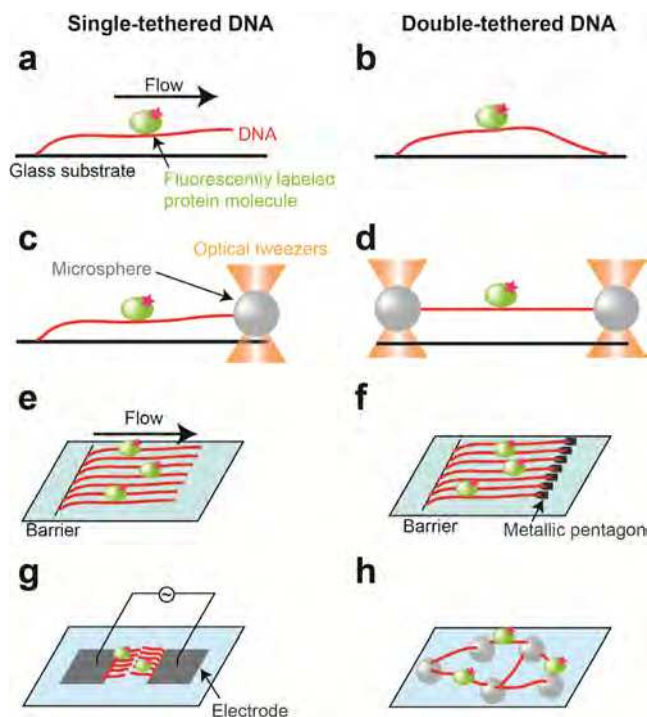 Single-tethered DNA
Double-tethered DNA
a
b
Flow
DNA
Glass substrate
Fluorescently labeled
protein molecule
c
d
Optical tweezers
Microsphere
e
f
Flow
Barrier
Barrier
Metallic pentagon
g
h
~
Electrode